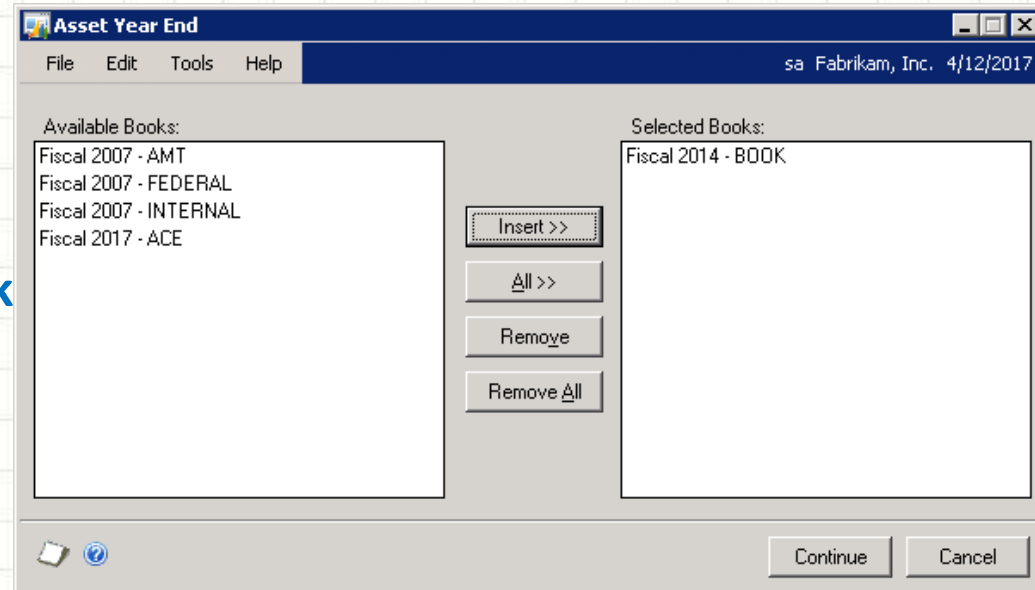 Asset Year End
File Edit Tools Help sa Fabrikam, Inc. 4/12/2017
Available Books:
Fiscal 2007 - AMT
Fiscal 2007 - FEDERAL
Fiscal 2007 - INTERNAL
Fiscal 2017 - ACE
Insert >>
All >>
Remove
Remove All
Selected Books:
Fiscal 2014 - BOOK
k
Continue Cancel